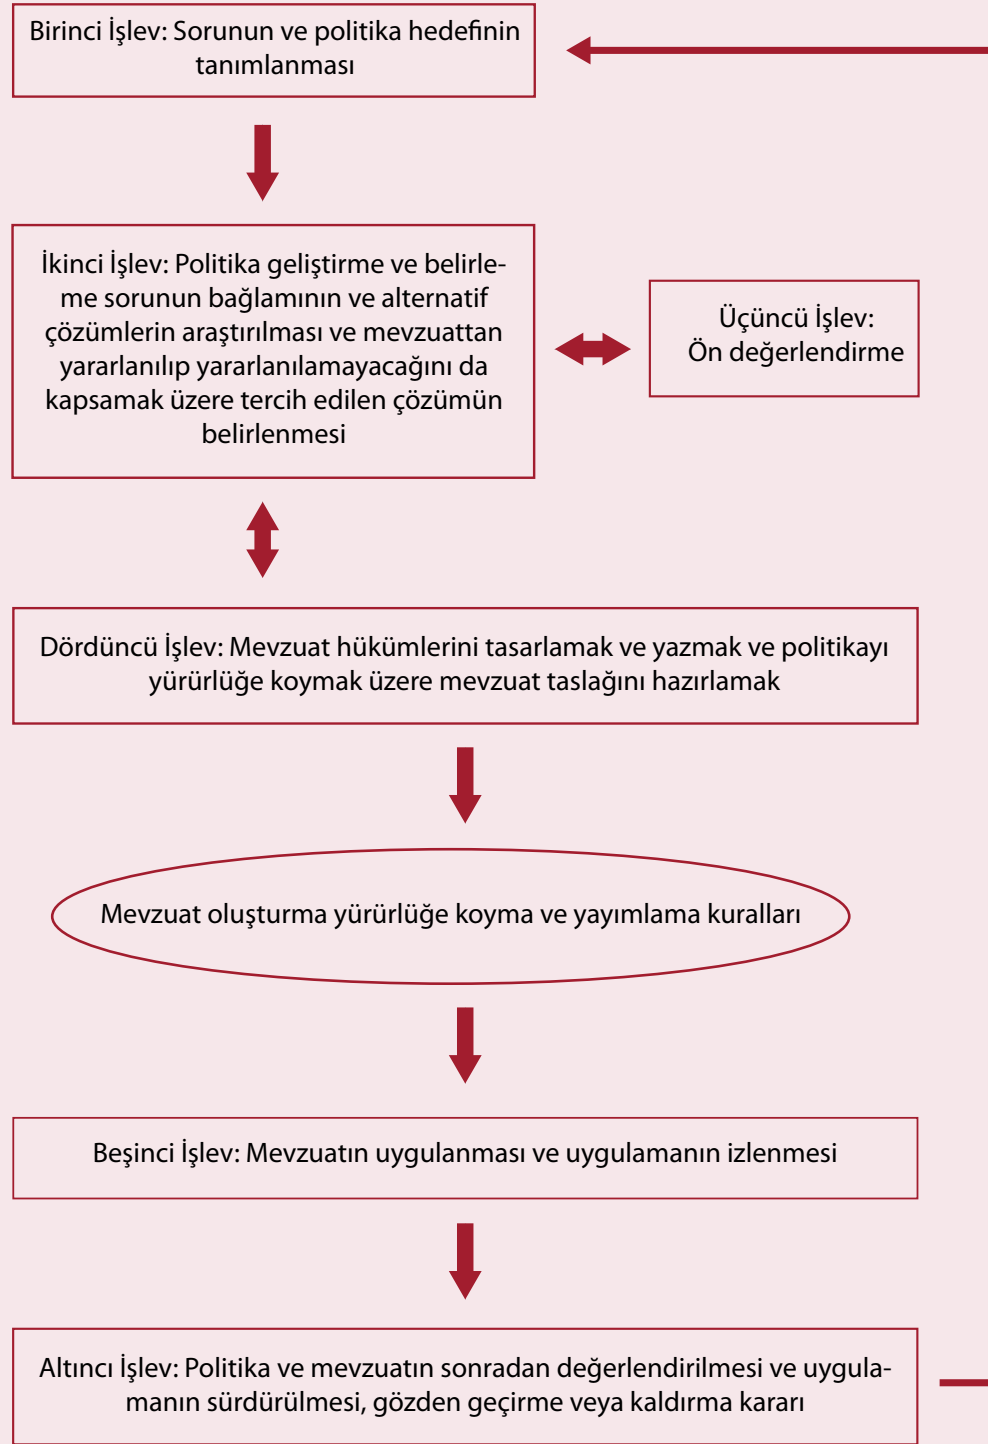 Birinci İşlev: Sorunun ve politika hedefinin
tanımlanması
İkinci İşlev: Politika geliştirme ve belirle-
me sorunun bağlamının ve alternatif
çözümlerin araştırılması ve mevzuattan
yararlanılıp yararlanılamayacağını da
kapsamak üzere tercih edilen çözümün
belirlenmesi
Üçüncü İşlev:
Ön değerlendirme
Dördüncü İşlev: Mevzuat hükümlerini tasarlamak ve yazmak ve politikayı
yürürlüğe koymak üzere mevzuat taslağını hazırlamak
Mevzuat oluşturma yürürlüğe koyma ve yayımlama kuralları
Beşinci İşlev: Mevzuatın uygulanması ve uygulamanın izlenmesi
Altıncı İşlev: Politika ve mevzuatın sonradan değerlendirilmesi ve uygula-
manın sürdürülmesi, gözden geçirme veya kaldırma kararı